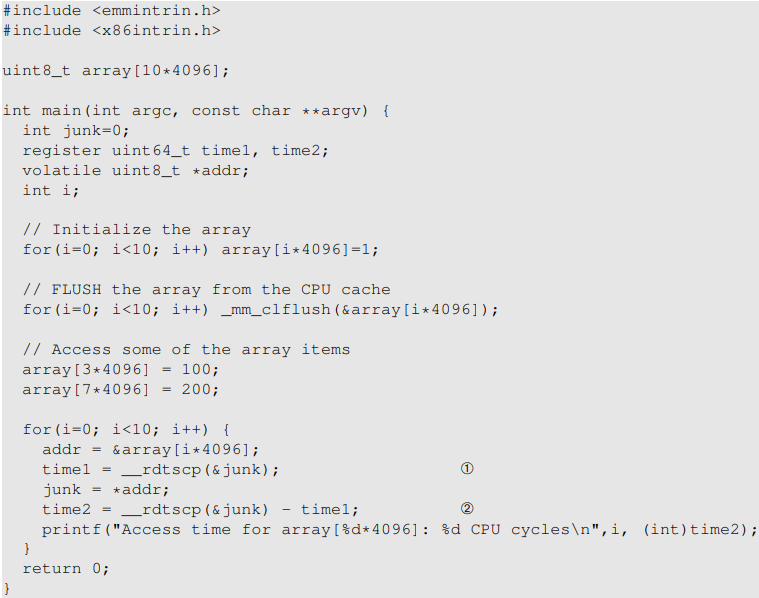 #include <emmintrin.h>
#include <x86intrin.h>

uint8_t array[10*4096];

int main(int argc, const char **argv) {
  int junk=0;
  register uint64_t time1, time2;
  volatile uint8_t *addr;
  int i;

  // Initialize the array
  for(i=0; i<10; i++) array[i*4096]=1;

  // FLUSH the array from the CPU cache
  for(i=0; i<10; i++) _mm_clflush(&array[i*4096]);

  // Access some of the array items
  array[3*4096] = 100;
  array[7*4096] = 200;

  for(i=0; i<10; i++) {
    addr = &array[i*4096];
    time1 = __rdtscp(&junk);                   ①
    junk = *addr;
    time2 = __rdtscp(&junk) - time1;           ②
    printf("Access time for array[%d*4096]: %d CPU cycles\n",i, (int)time2);
  }
  return 0;
}